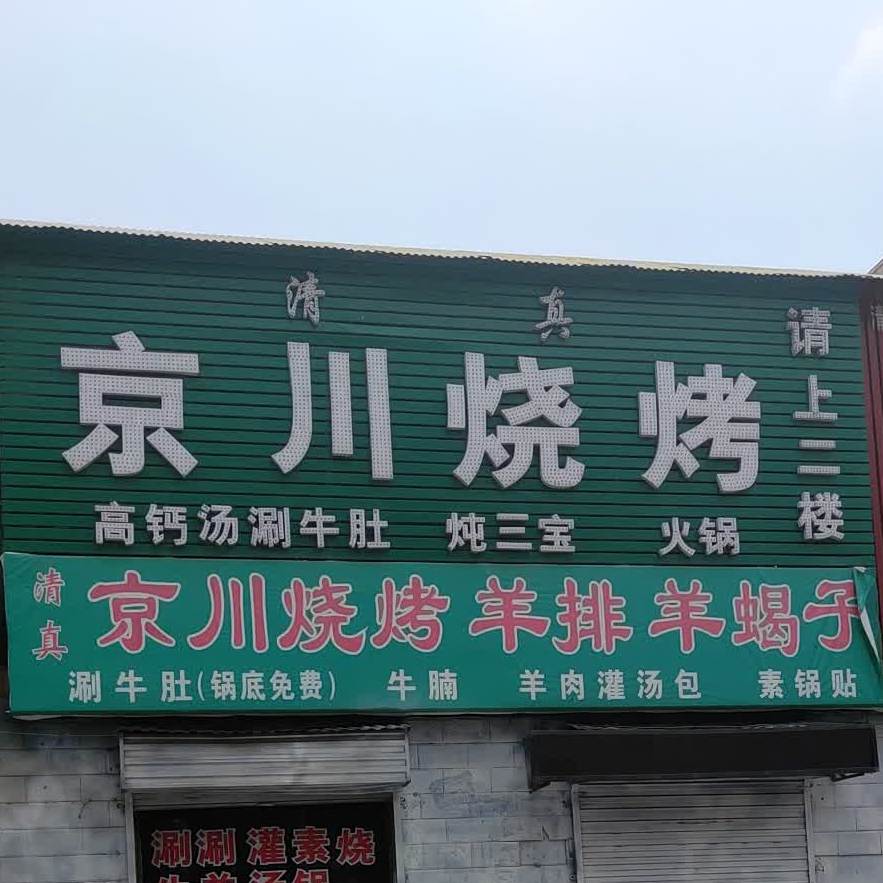 清真
京川烧烤
请上二楼
高钙汤涮牛肚 炖三宝 火锅
清真
京川烧烤 羊排 羊蝎子
涮牛肚(锅底免费) 牛腩 羊肉灌汤包 素锅贴
涮涮灌素烧